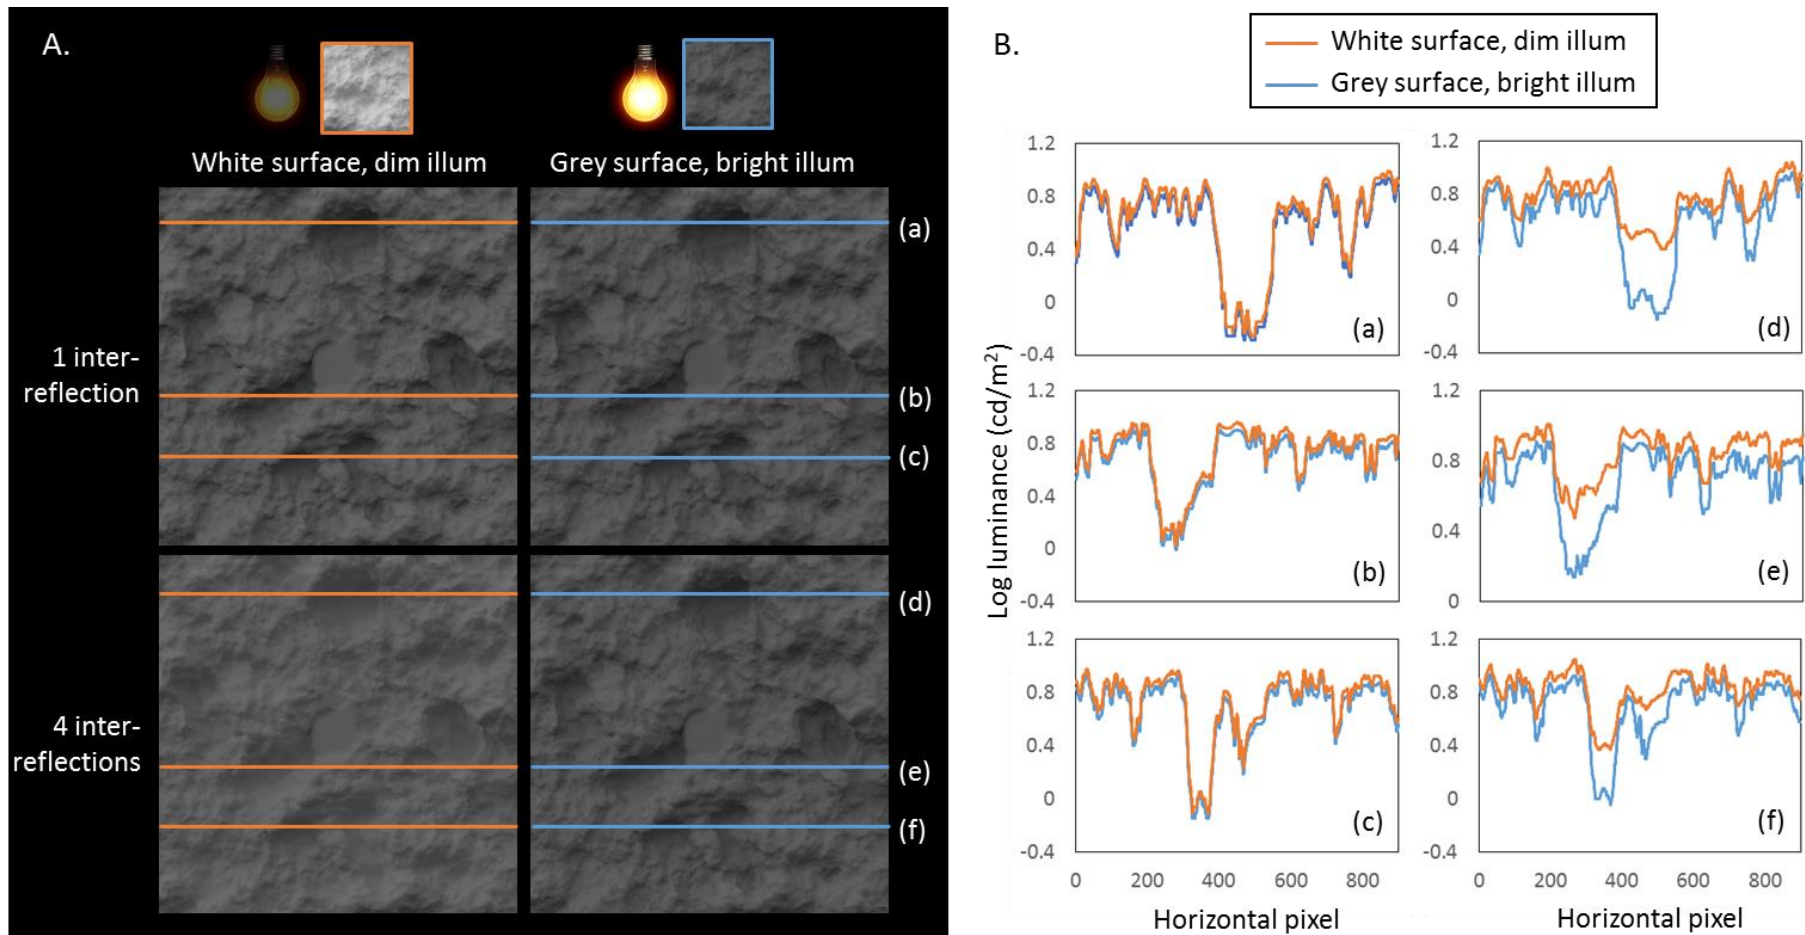 A.
White surface, dim illum
Grey surface, bright illum
1 inter-
reflection
4 inter-
reflections
(a)
(b)
(c)
(d)
(e)
(f)
B.
White surface, dim illum
Grey surface, bright illum
Log luminance (cd/m²)
1.2
0.8
0.4
0
-0.4
(a)
1.2
0.8
0.4
0
-0.4
(d)
1.2
0.8
0.4
0
-0.4
(b)
1.2
0.8
0.4
0
(e)
1.2
0.8
0.4
0
-0.4
(c)
0 200 400 600 800
Horizontal pixel
1.2
0.8
0.4
0
-0.4
(f)
0 200 400 600 800
Horizontal pixel